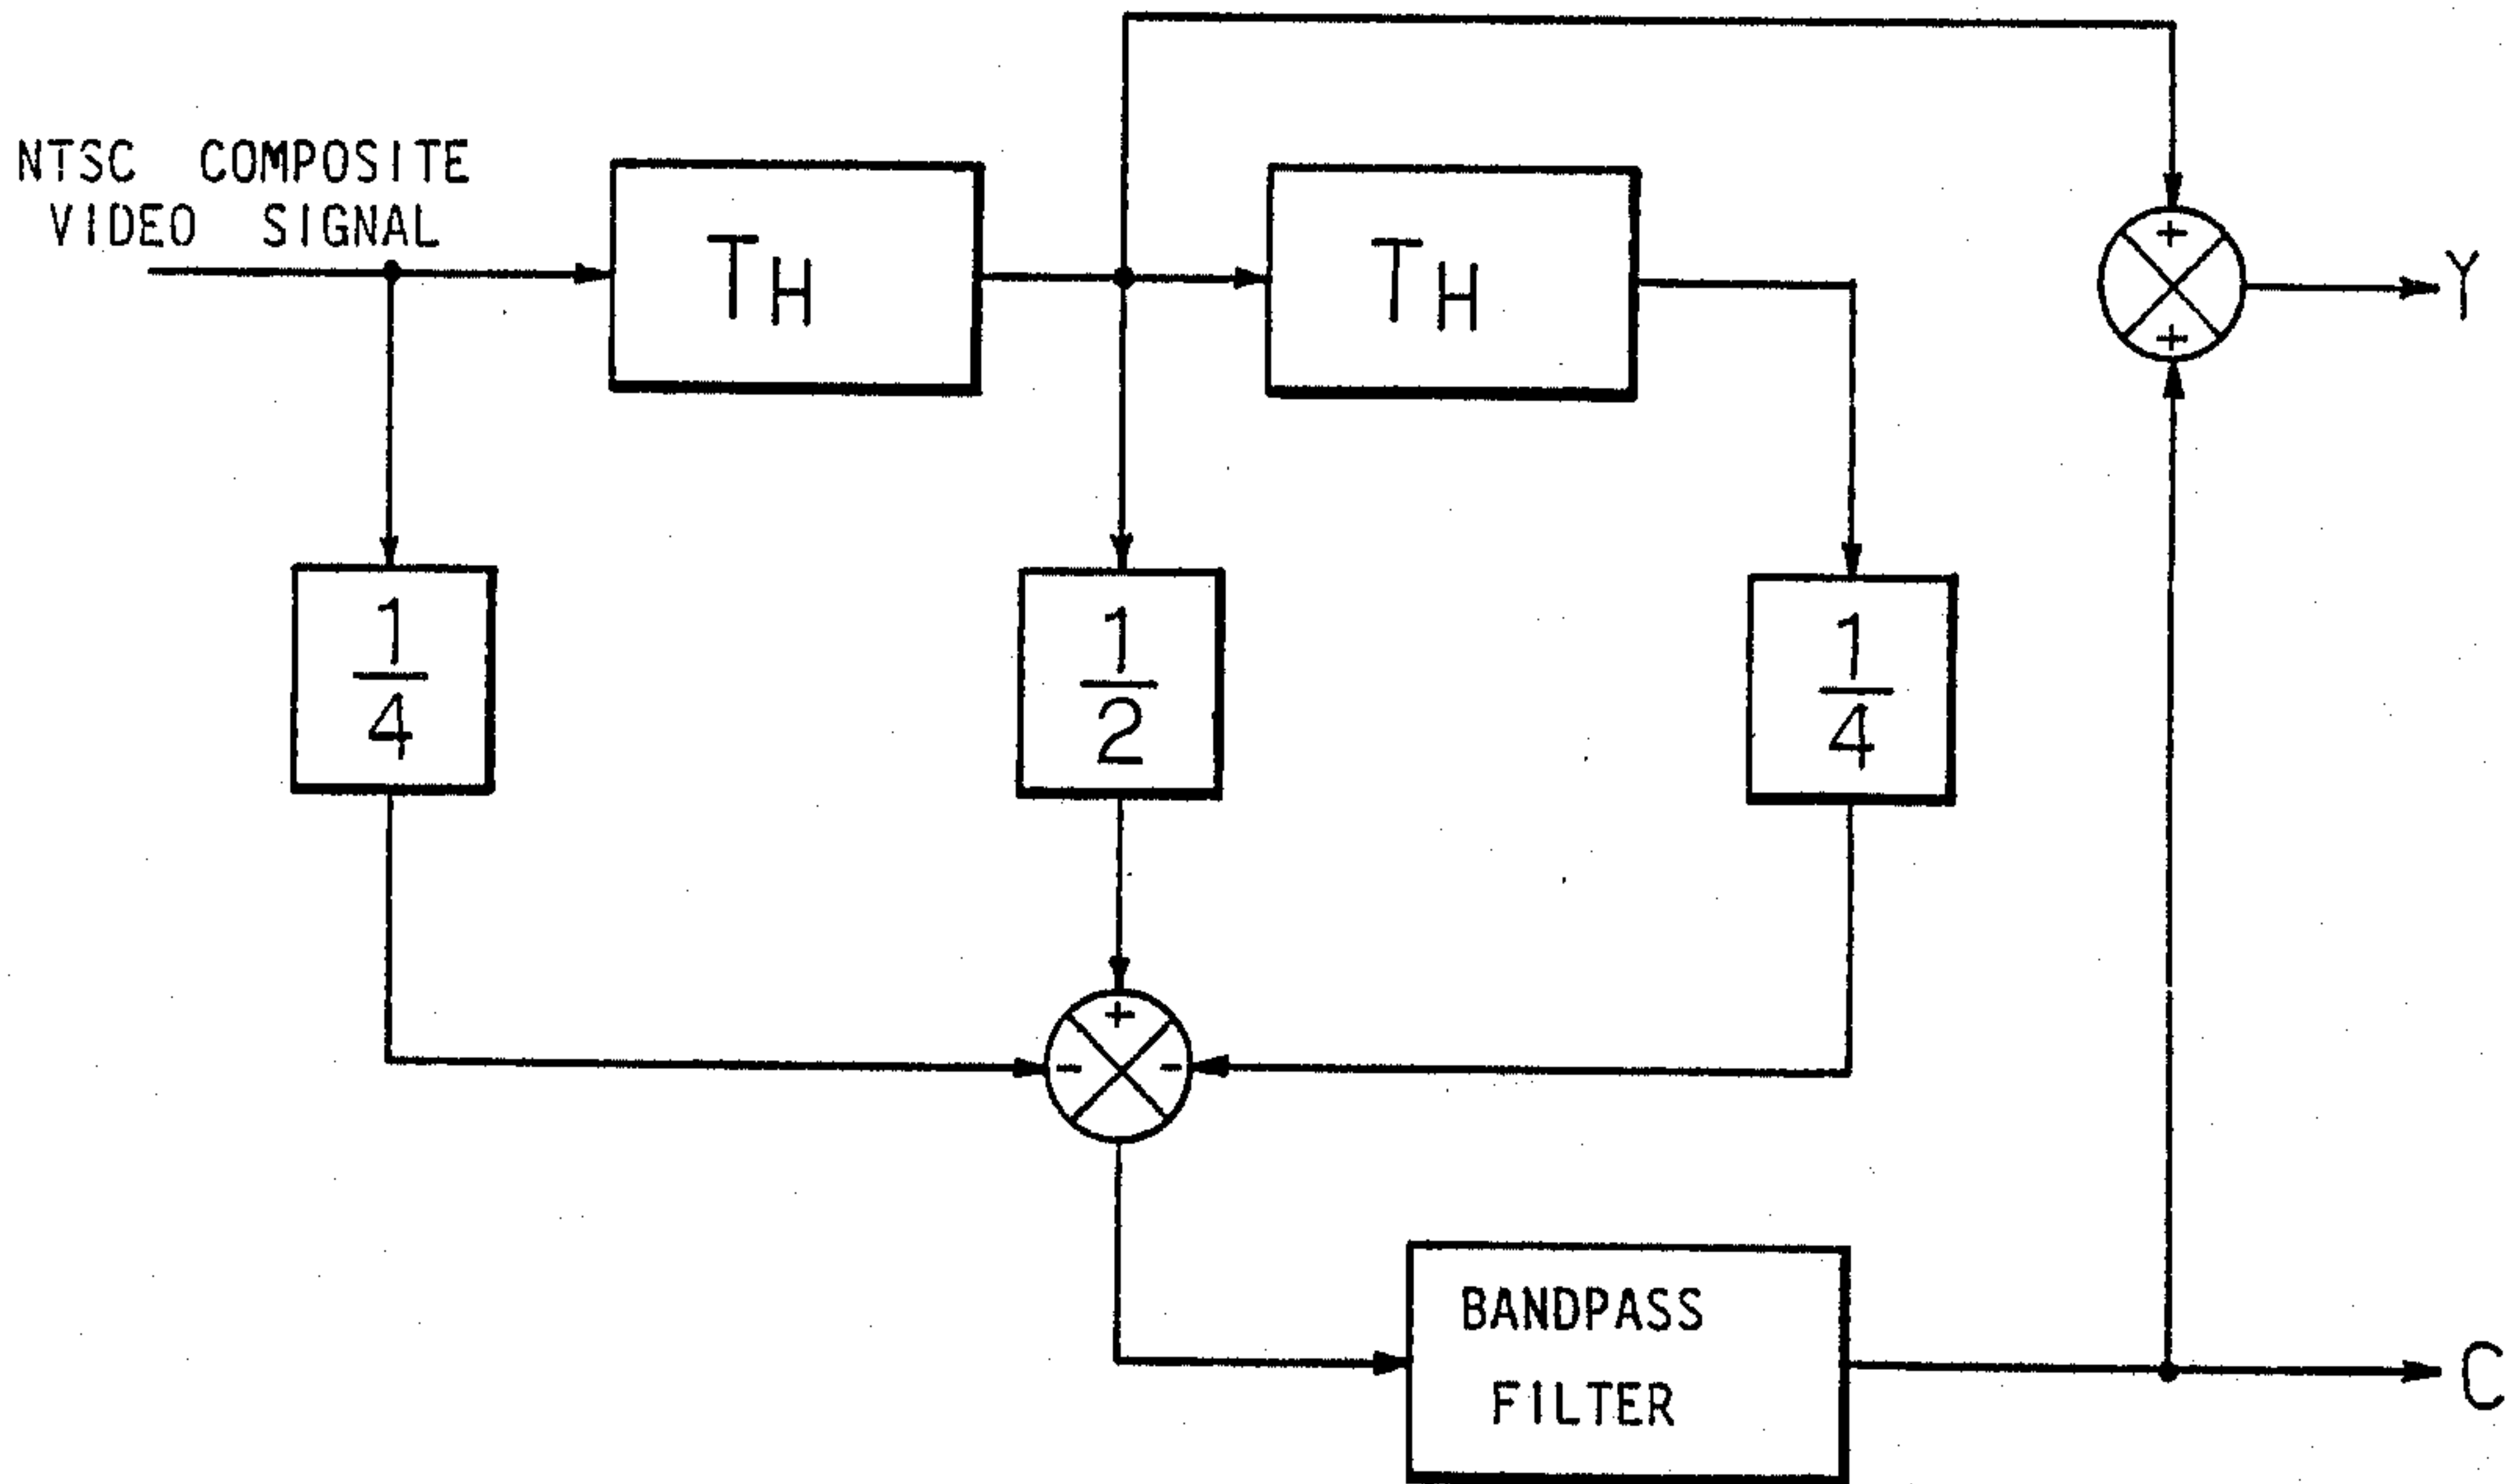 NTSC COMPOSITE
VIDEO SIGNAL
TH
TH
+
+
Y
1/4
1/2
1/4
+
-
-
BANDPASS
FILTER
C